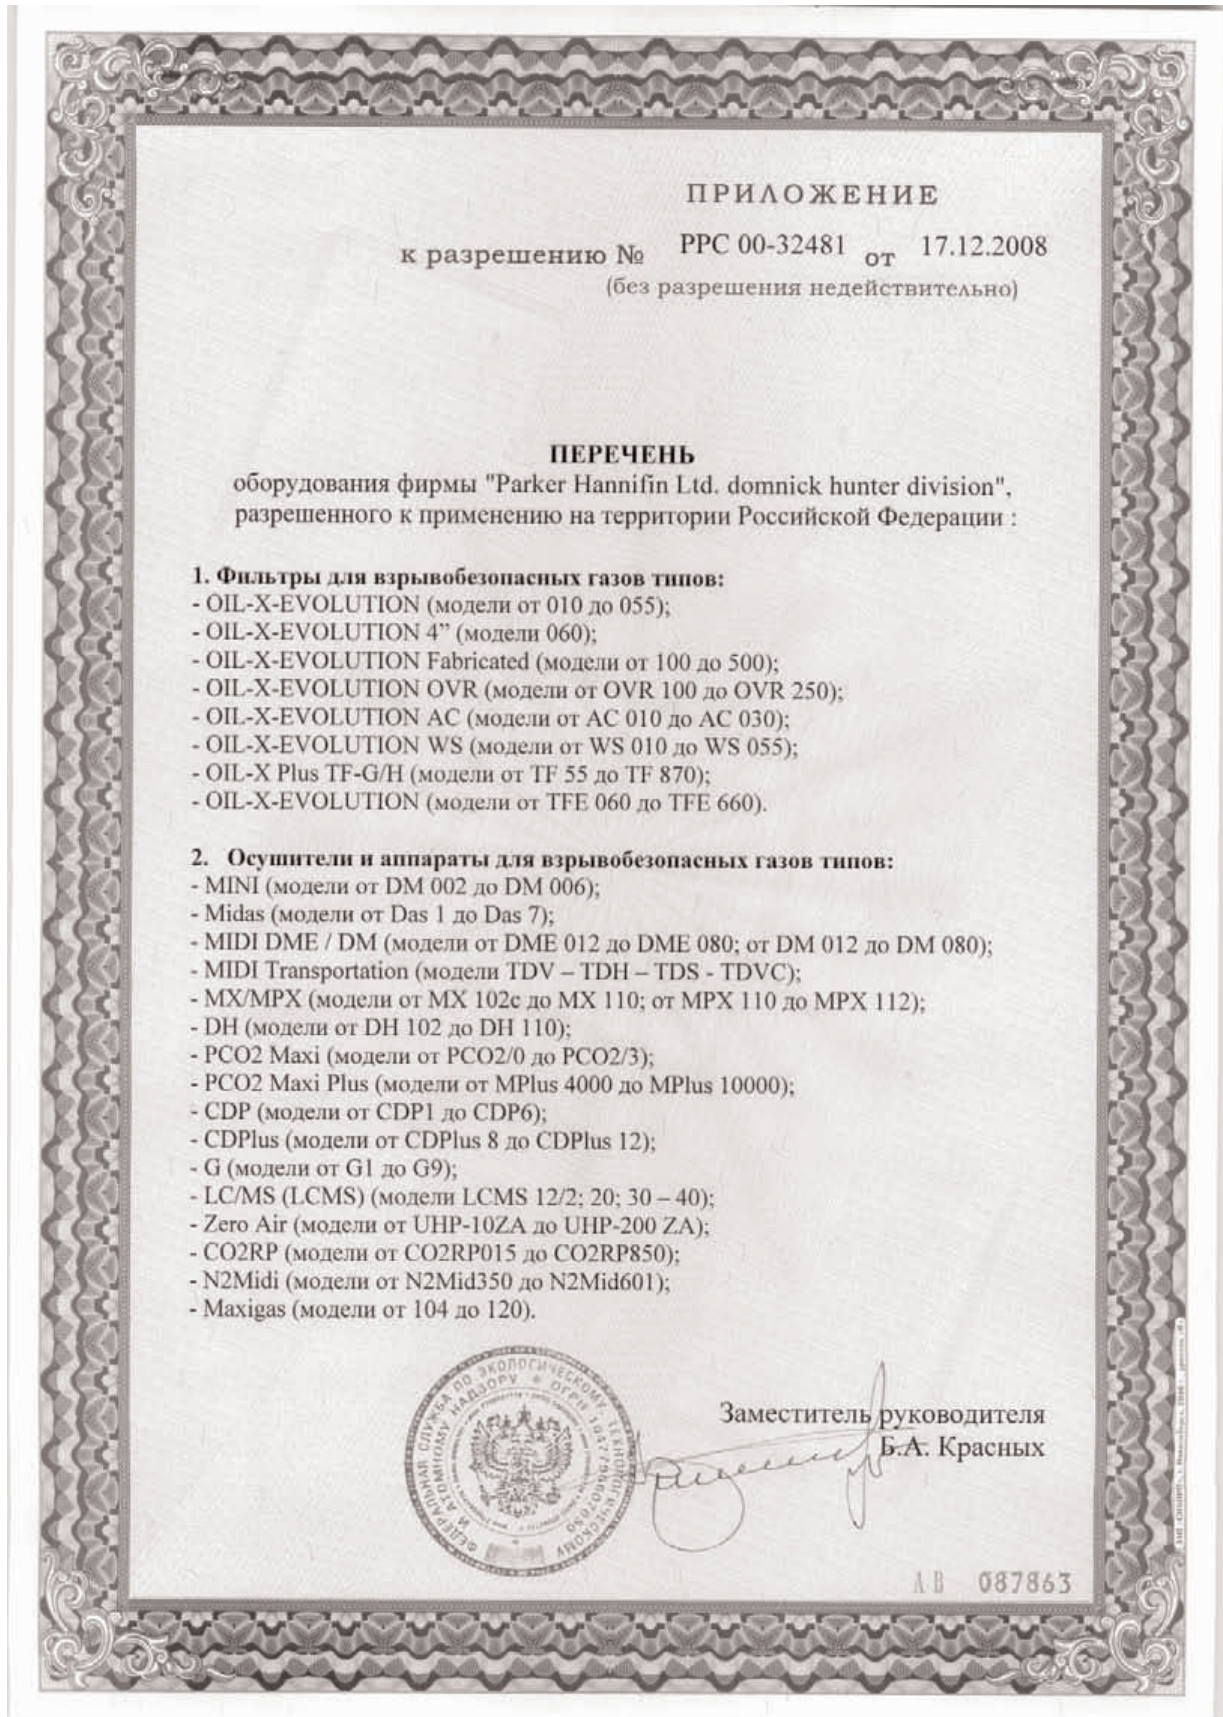 ПРИЛОЖЕНИЕ
к разрешению № РРС 00-32481 от 17.12.2008
(без разрешения недействительно)
ПЕРЕЧЕНЬ
оборудования фирмы "Parker Hannifin Ltd. domnick hunter division",
разрешенного к применению на территории Российской Федерации :
1. Фильтры для взрывобезопасных газов типов:
- OIL-X-EVOLUTION (модели от 010 до 055);
- OIL-X-EVOLUTION 4” (модели 060);
- OIL-X-EVOLUTION Fabricated (модели от 100 до 500);
- OIL-X-EVOLUTION OVR (модели от OVR 100 до OVR 250);
- OIL-X-EVOLUTION AC (модели от AC 010 до AC 030);
- OIL-X-EVOLUTION WS (модели от WS 010 до WS 055);
- OIL-X Plus TF-G/H (модели от TF 55 до TF 870);
- OIL-X-EVOLUTION (модели от TFE 060 до TFE 660).
2. Осушители и аппараты для взрывобезопасных газов типов:
- MINI (модели от DM 002 до DM 006);
- Midas (модели от Das 1 до Das 7);
- MIDI DME / DM (модели от DME 012 до DME 080; от DM 012 до DM 080);
- MIDI Transportation (модели TDV – TDH – TDS - TDVC);
- MX/MPX (модели от MX 102c до MX 110; от MPX 110 до MPX 112);
- DH (модели от DH 102 до DH 110);
- PCO2 Maxi (модели от PCO2/0 до PCO2/3);
- PCO2 Maxi Plus (модели от MPlus 4000 до MPlus 10000);
- CDP (модели от CDP1 до CDP6);
- CDPlus (модели от CDPlus 8 до CDPlus 12);
- G (модели от G1 до G9);
- LC/MS (LCMS) (модели LCMS 12/2; 20; 30 – 40);
- Zero Air (модели от UHP-10ZA до UHP-200 ZA);
- CO2RP (модели от CO2RP015 до CO2RP850);
- N2Midi (модели от N2Mid350 до N2Mid601);
- Maxigas (модели от 104 до 120).
ФЕДЕРАЛЬНАЯ СЛУЖБА ПО ЭКОЛОГИЧЕСКОМУ ТЕХНОЛОГИЧЕСКОМУ
И АТОМНОМУ НАДЗОРУ * ОГРН 1047796607650
Заместитель руководителя
Б.А. Красных
АВ 087863